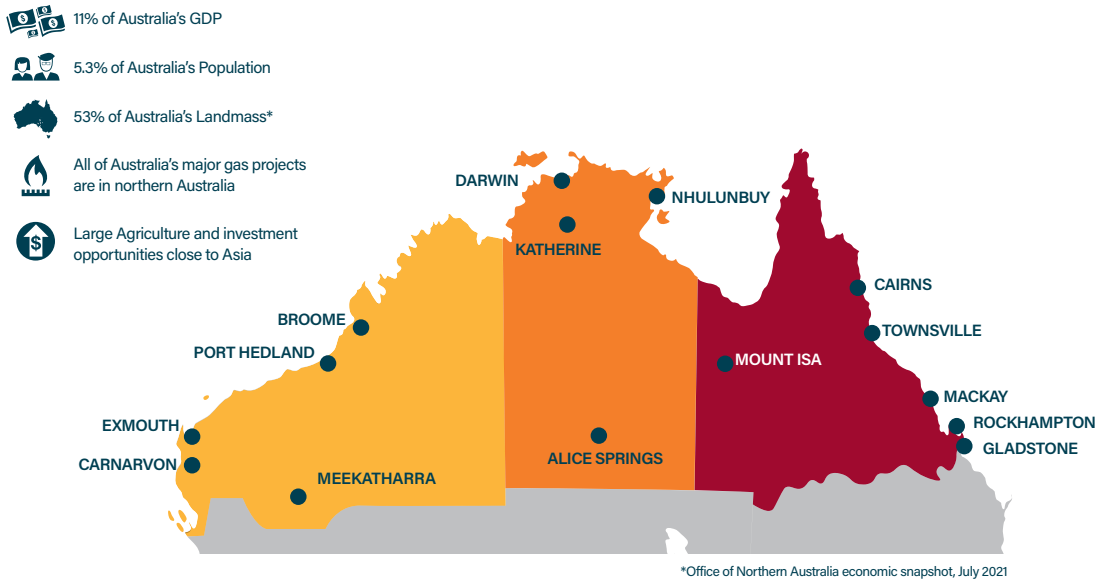 11% of Australia's GDP
5.3% of Australia's Population
53% of Australia's Landmass*
All of Australia's major gas projects
are in northern Australia
Large Agriculture and investment
opportunities close to Asia
DARWIN
NHULUNBUY
KATHERINE
CAIRNS
BROOME
TOWNSVILLE
PORT HEDLAND
MOUNT ISA
MACKAY
EXMOUTH
ROCKHAMPTON
GLADSTONE
ALICE SPRINGS
CARNARVON
MEEKATHARRA
*Office of Northern Australia economic snapshot, July 2021